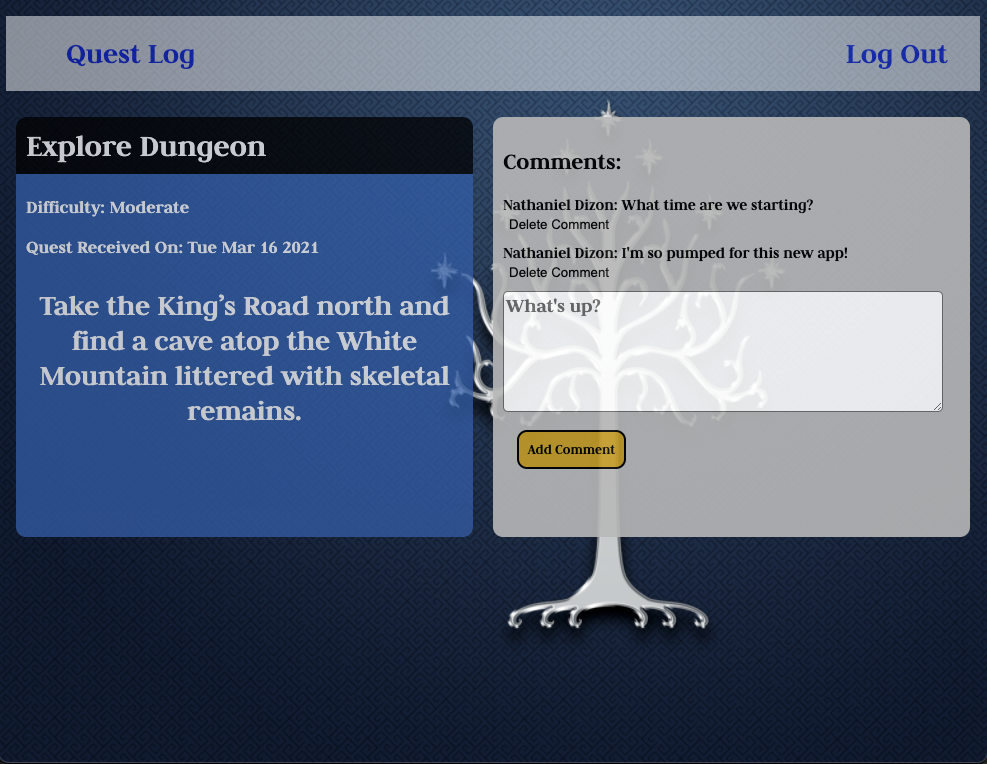 Quest Log
Log Out
Explore Dungeon
Difficulty: Moderate
Quest Received On: Tue Mar 16 2021
Take the King’s Road north and
find a cave atop the White
Mountain littered with skeletal
remains.
Comments:
Nathaniel Dizon: What time are we starting?
Delete Comment
Nathaniel Dizon: I'm so pumped for this new app!
Delete Comment
What's up?
Add Comment